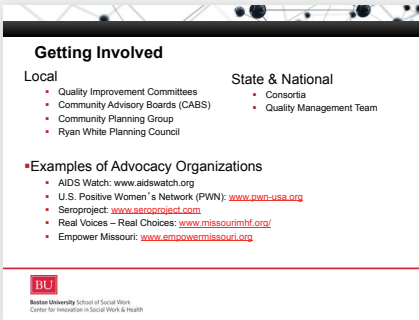 Getting Involved
Local
▪ Quality Improvement Committees
▪ Community Advisory Boards (CABS)
▪ Community Planning Group
▪ Ryan White Planning Council
State & National
▪ Consortia
▪ Quality Management Team
▪Examples of Advocacy Organizations
▪ AIDS Watch: www.aidswatch.org
▪ U.S. Positive Women's Network (PWN): www.pwn-usa.org
▪ Seroproject: www.seroproject.com
▪ Real Voices – Real Choices: www.missourimhf.org/
▪ Empower Missouri: www.empowermissouri.org
BU
Boston University School of Social Work
Center for Innovation in Social Work & Health